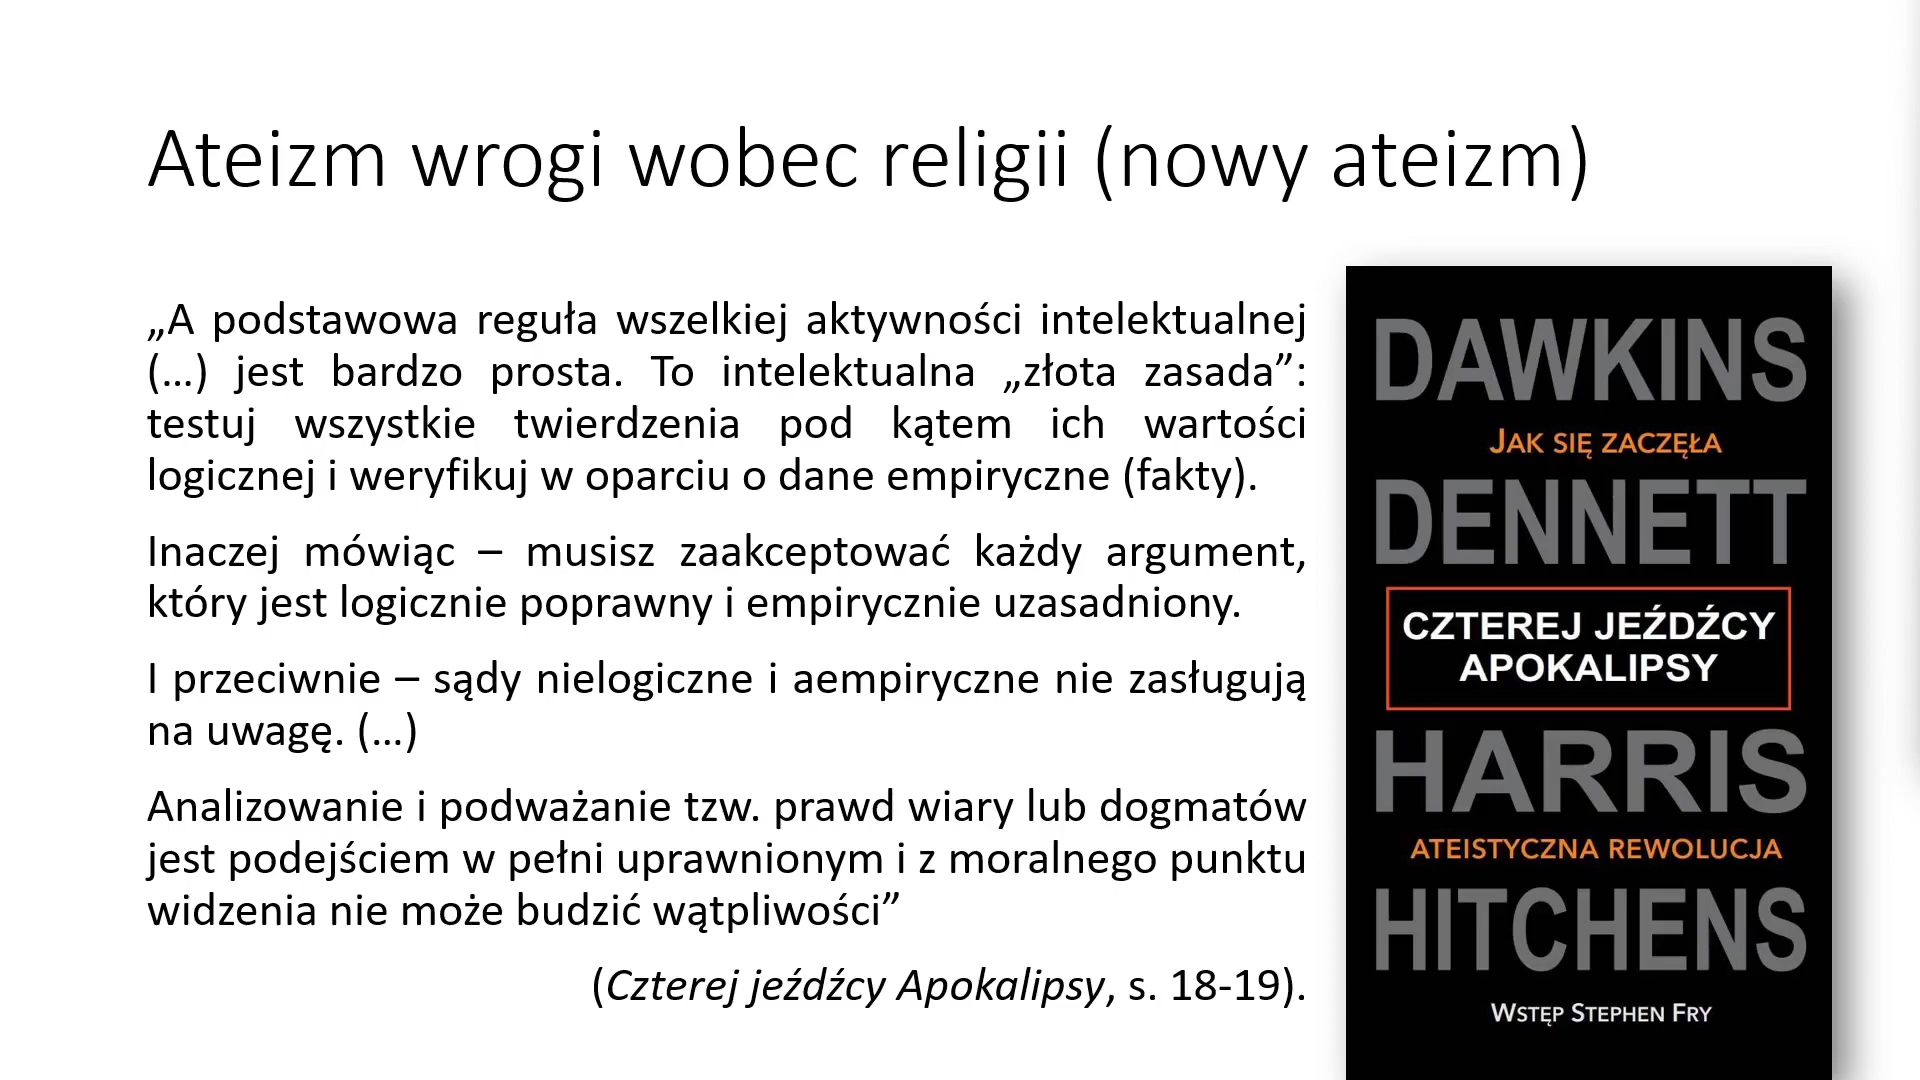 Ateizm wrogi wobec religii (nowy ateizm)
„A podstawowa reguła wszelkiej aktywności intelektualnej
(…) jest bardzo prosta. To intelektualna „złota zasada”:
testuj wszystkie twierdzenia pod kątem ich wartości
logicznej i weryfikuj w oparciu o dane empiryczne (fakty).
Inaczej mówiąc – musisz zaakceptować każdy argument,
który jest logicznie poprawny i empirycznie uzasadniony.
I przeciwnie – sądy nielogiczne i aempiryczne nie zasługują
na uwagę. (…)
Analizowanie i podważanie tzw. prawd wiary lub dogmatów
jest podejściem w pełni uprawnionym i z moralnego punktu
widzenia nie może budzić wątpliwości”
(Czterej jeźdźcy Apokalipsy, s. 18-19).
DAWKINS
JAK SIĘ ZACZĘŁA
DENNETT
CZTEREJ JEŹDŹCY
APOKALIPSY
HARRIS
ATEISTYCZNA REWOLUCJA
HITCHENS
WSTĘP STEPHEN FRY